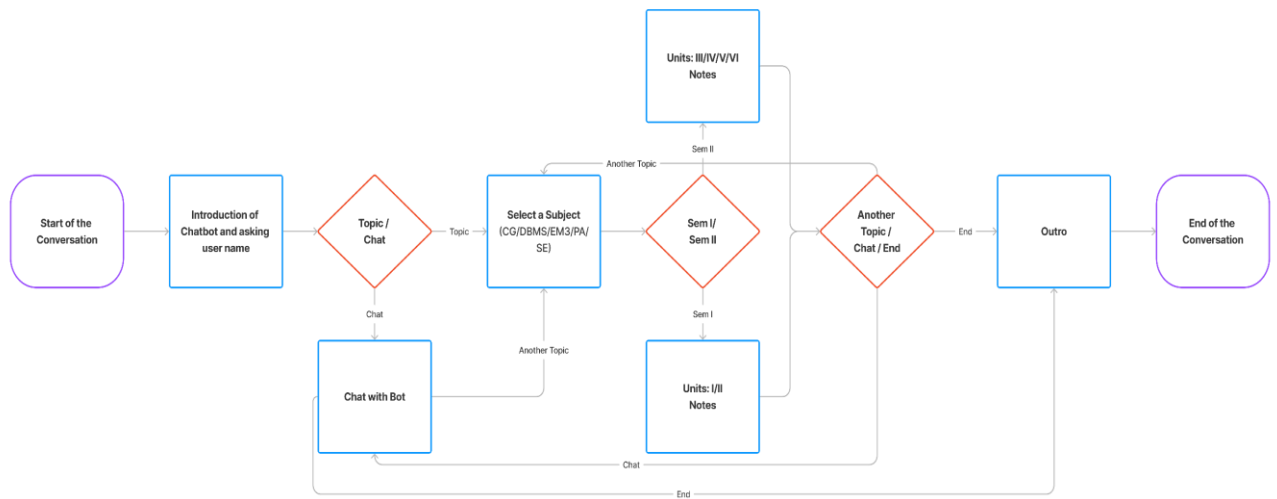 Units: III/IV/V/VI
Notes
Sem II
Another Topic
Start of the
Conversation
Introduction of
Chatbot and asking
user name
Topic /
Chat
Topic
Select a Subject
(CG/DBMS/EM3/PA/
SE)
Sem I/
Sem II
Another
Topic /
Chat / End
End
Outro
End of the
Conversation
Chat
Sem I
Another Topic
Chat with Bot
Units: I/II
Notes
Chat
End